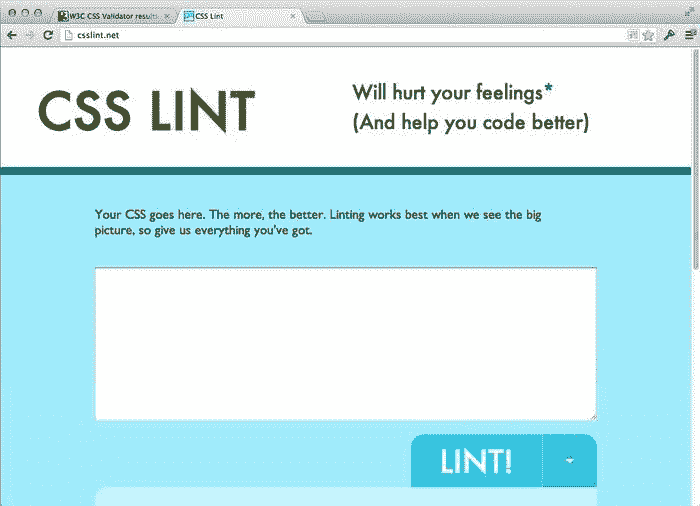 W3C CSS Validator results
CSS Lint
csslint.net
CSS LINT
Will hurt your feelings*
(And help you code better)
Your CSS goes here. The more, the better. Linting works best when we see the big
picture, so give us everything you've got.
LINT!